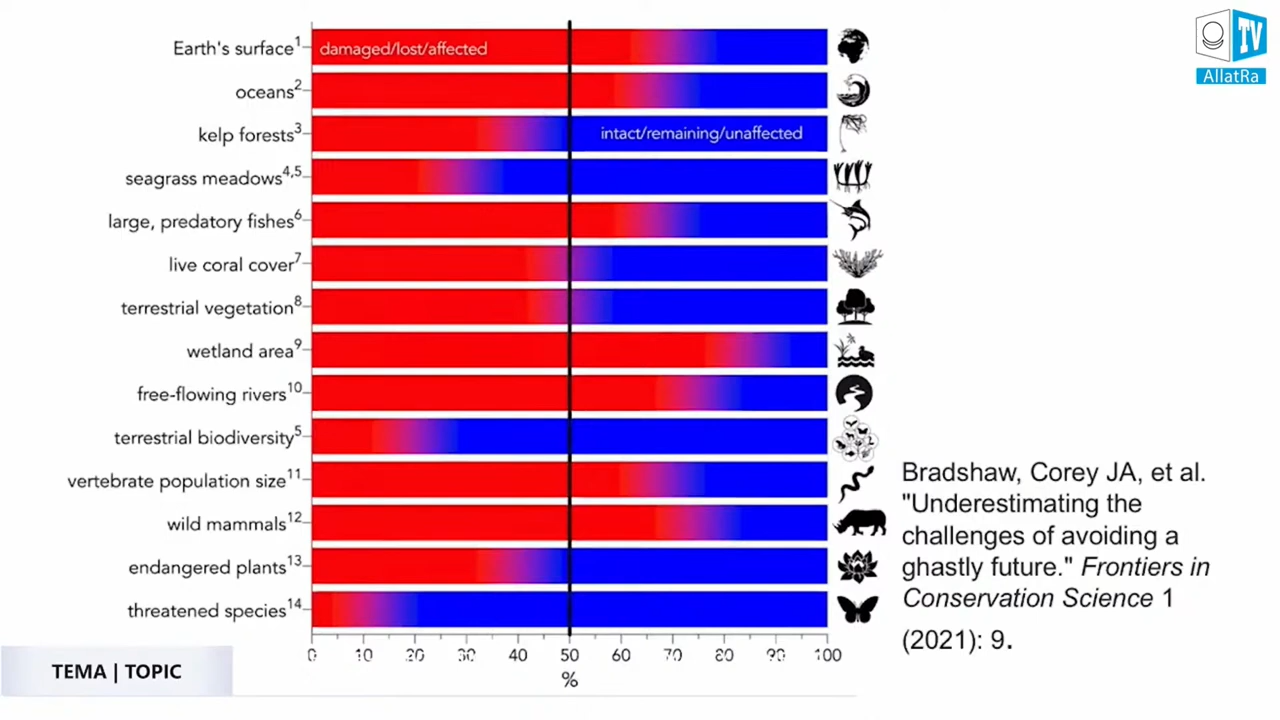 Earth's surface1
damaged/lost/affected
oceans2
kelp forests3
intact/remaining/unaffected
seagrass meadows4,5
large, predatory fishes6
live coral cover7
terrestrial vegetation8
wetland area9
free-flowing rivers10
terrestrial biodiversity5
vertebrate population size11
wild mammals12
endangered plants13
threatened species14
0 10 20 30 40 50 60 70 80 90 100
%
Bradshaw, Corey JA, et al.
"Underestimating the
challenges of avoiding a
ghastly future." Frontiers in
Conservation Science 1
(2021): 9.
TEMA | TOPIC
TV
AllatRa